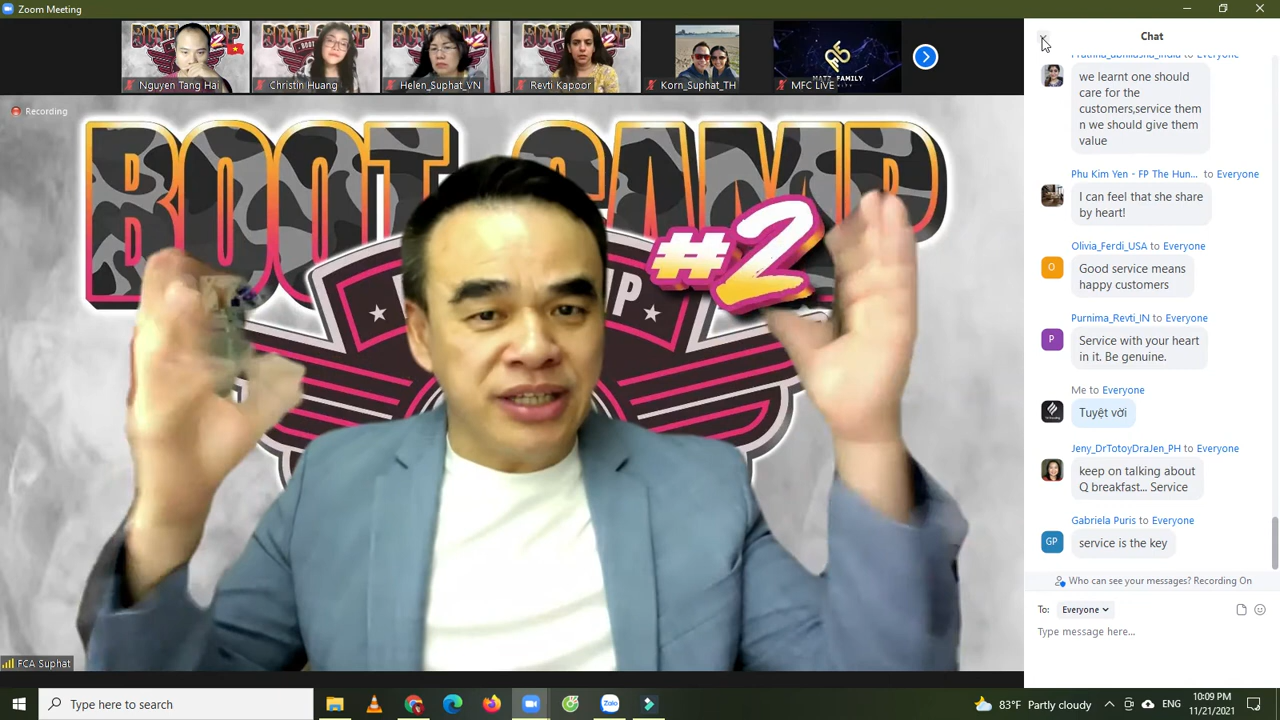 Zoom Meeting
Nguyen Tang Hai
Christin Huang
Helen_Suphat_VN
Revti Kapoor
Korn_Suphat_TH
MFC LiVE
Recording
BOOT CAMP
#2
FCA Suphat
Chat
to Everyone
we learnt one should
care for the
customers,service them
n we should give them
value
Phu Kim Yen - FP The Hun... to Everyone
I can feel that she share
by heart!
Olivia_Ferdi_USA to Everyone
O
Good service means
happy customers
Purnima_Revti_IN to Everyone
P
Service with your heart
in it. Be genuine.
Me to Everyone
Tuyệt vời
Jeny_DrTotoyDraJen_PH to Everyone
keep on talking about
Q breakfast... Service
Gabriela Puris to Everyone
GP
service is the key
Who can see your messages? Recording On
To: Everyone
Type message here...
Type here to search
Zalo
83°F Partly cloudy
ENG
10:09 PM
11/21/2021